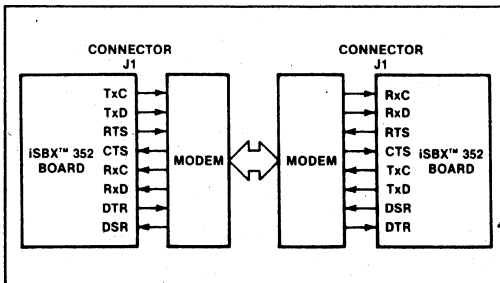 CONNECTOR
J1
CONNECTOR
J1
TxC
TxD
RTS
CTS
RxC
RxD
DTR
DSR
iSBX™ 352
BOARD
MODEM
MODEM
RxC
RxD
RTS
CTS
TxC
TxD
DSR
DTR
iSBX™ 352
BOARD